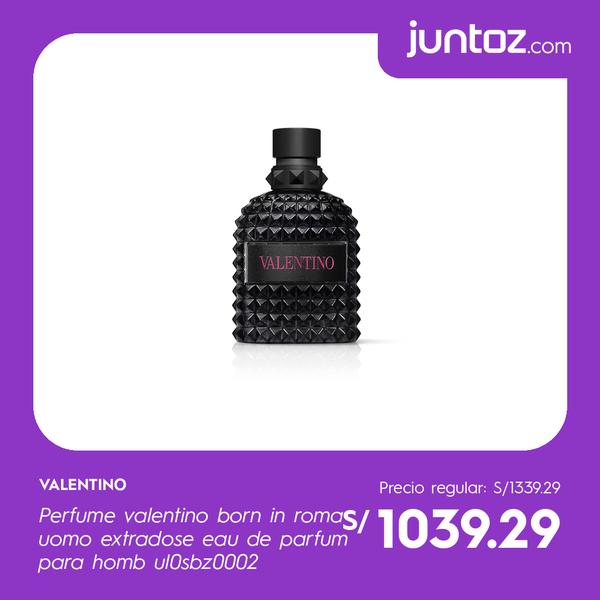 juntoz.com
VALENTINO
VALENTINO
Precio regular: S/1339.29
Perfume valentino born in roma
uomo extradose eau de parfum
para homb ul0sbz0002
S/ 1039.29